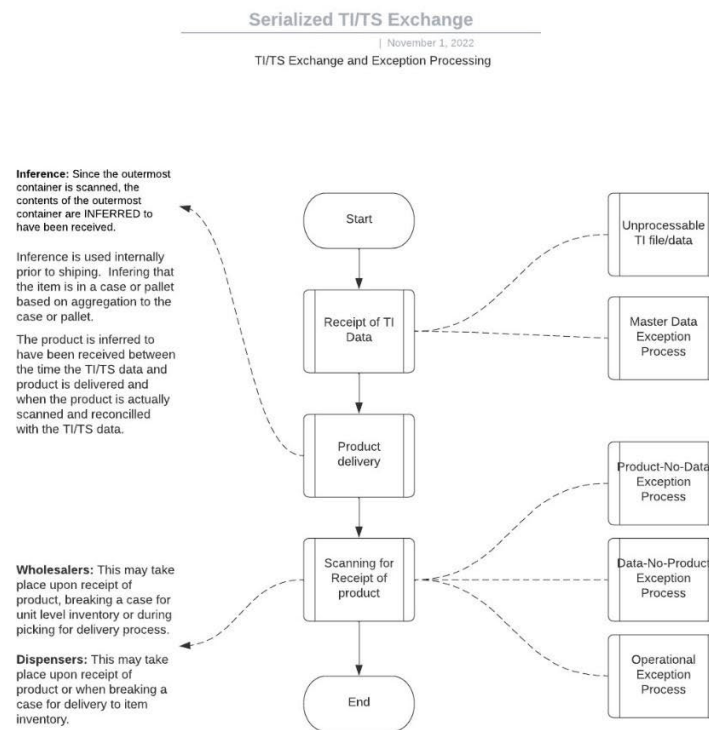 Serialized TI/TS Exchange
| November 1, 2022
TI/TS Exchange and Exception Processing
Inference: Since the outermost
container is scanned, the
contents of the outermost
container are INFERRED to
have been received.
Inference is used internally
prior to shiping. Infering that
the item is in a case or pallet
based on aggregation to the
case or pallet.
The product is inferred to
have been received between
the time the TI/TS data and
product is delivered and
when the product is actually
scanned and reconcilled
with the TI/TS data.
Wholesalers: This may take
place upon receipt of
product, breaking a case for
unit level inventory or during
picking for delivery process.
Dispensers: This may take
place upon receipt of
product or when breaking a
case for delivery to item
inventory.
Start
Receipt of TI
Data
Product
delivery
Scanning for
Receipt of
product
End
Unprocessable
TI file/data
Master Data
Exception
Process
Product-No-Data
Exception
Process
Data-No-Product
Exception
Process
Operational
Exception
Process